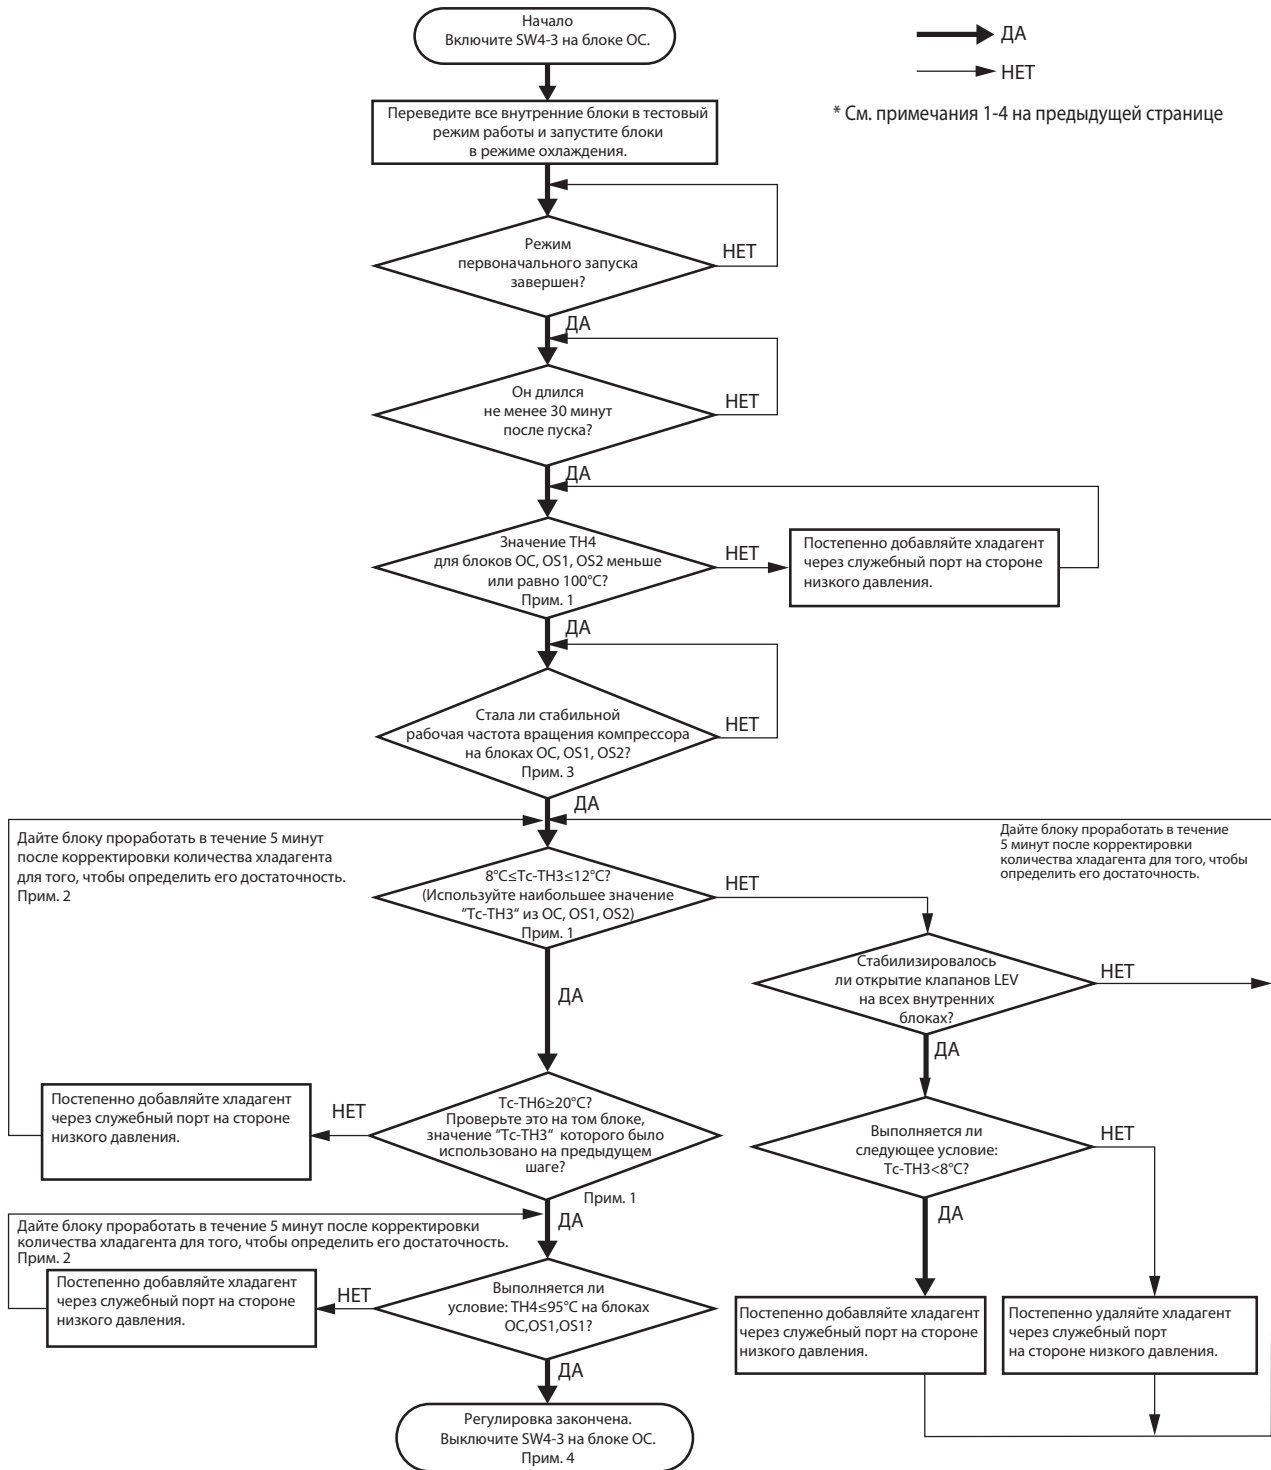 Начало
Включите SW4-3 на блоке OC.
ДА
НЕТ
* См. примечания 1-4 на предыдущей странице
Переведите все внутренние блоки в тестовый
режим работы и запустите блоки
в режиме охлаждения.
Режим
первоначального запуска
завершен?
НЕТ
ДА
Он длился
не менее 30 минут
после пуска?
НЕТ
ДА
Значение TH4
для блоков OC, OS1, OS2 меньше
или равно 100°C?
Прим. 1
НЕТ
Постепенно добавляйте хладагент
через служебный порт на стороне
низкого давления.
ДА
Стала ли стабильной
рабочая частота вращения компрессора
на блоках OC, OS1, OS2?
Прим. 3
НЕТ
ДА
Дайте блоку проработать в течение 5 минут
после корректировки количества хладагента
для того, чтобы определить его достаточность.
Прим. 2
Дайте блоку проработать в течение
5 минут после корректировки
количества хладагента для того, чтобы
определить его достаточность.
8°C≤Tc-TH3≤12°C?
(Используйте наибольшее значение
“Tc-TH3“ из OC, OS1, OS2)
Прим. 1
НЕТ
Стабилизировалось
ли открытие клапанов LEV
на всех внутренних
блоках?
НЕТ
ДА
ДА
Tc-TH6≥20°C?
Проверьте это на том блоке,
значение “Tc-TH3“ которого было
использовано на предыдущем
шаге?
Прим. 1
НЕТ
Постепенно добавляйте хладагент
через служебный порт на стороне
низкого давления.
Выполняется ли
следующее условие:
Tc-TH3<8°C?
НЕТ
ДА
ДА
Дайте блоку проработать в течение 5 минут после корректировки
количества хладагента для того, чтобы определить его достаточность.
Прим. 2
Выполняется ли
условие: TH4≤95°C на блоках
OC,OS1,OS1?
НЕТ
Постепенно добавляйте хладагент
через служебный порт на стороне
низкого давления.
Постепенно добавляйте хладагент
через служебный порт на стороне
низкого давления.
Постепенно удаляйте хладагент
через служебный порт
на стороне низкого давления.
ДА
Регулировка закончена.
Выключите SW4-3 на блоке OC.
Прим. 4